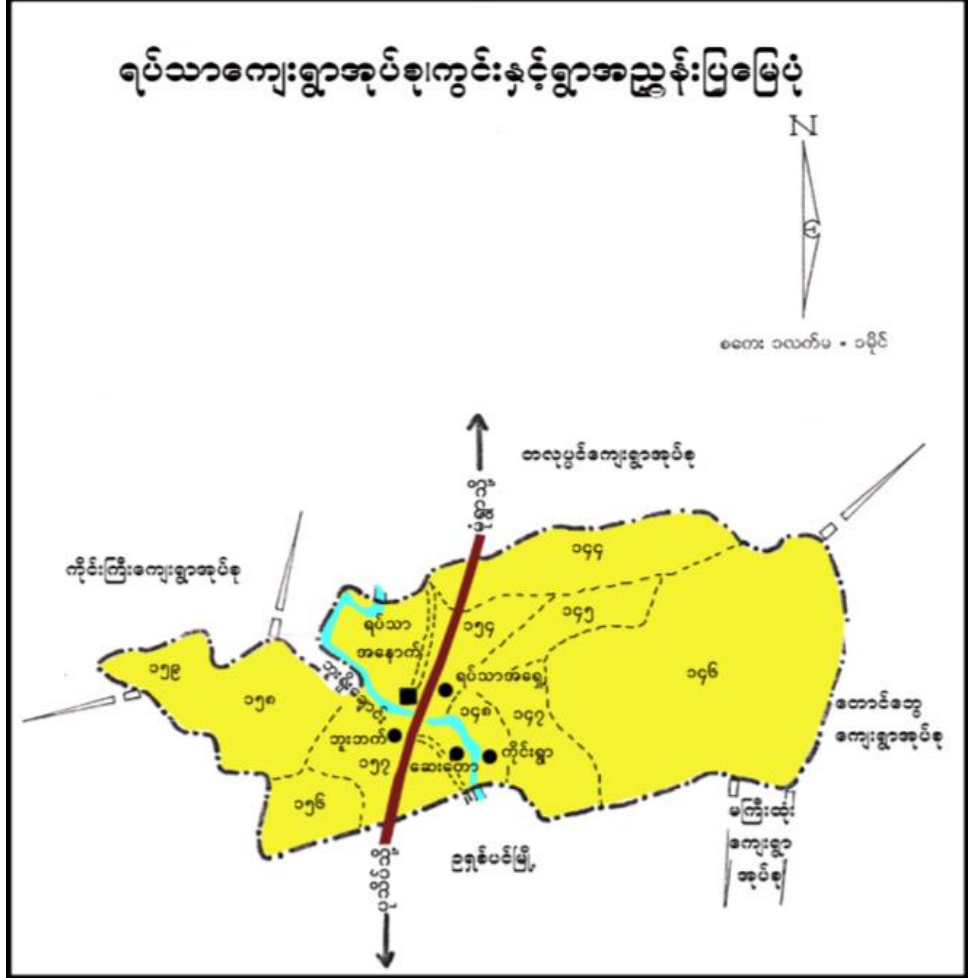 ရပ်သာကျေးရွာအုပ်စု၊ကွင်းနှင့်ရွာအညွှန်းပြမြေပုံ
N
စကေး ၁လက်မ = ၁မိုင်
တလုပ္ပင်ကျေးရွာအုပ်စု
ကိုင်းကြီးကျေးရွာအုပ်စု
၁၄၄
၁၄၅
၁၅၄
ရပ်သာ
အနောက်
၁၅၉
၁၅၈
၁၄၆
ရပ်သာအရှေ့
၁၄၈
၁၄၇
တောင်ဘွေ
ကျေးရွာအုပ်စု
ဘူးဘက်
၁၅၇
ဆေးတော
ကိုင်းရွာ
၁၅၆
မကြီးထုံး
ကျေးရွာ
အုပ်စု
ဥရှစ်ပင်မြို့